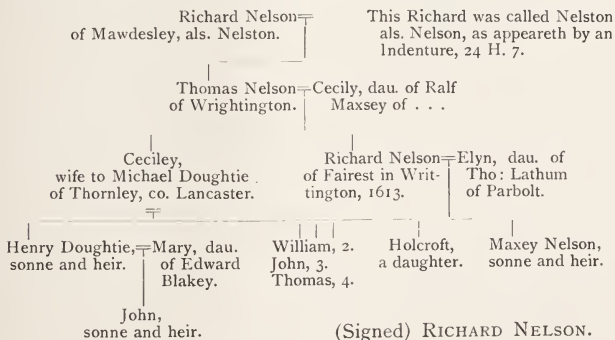 Richard Nelson
of Mawdesley, als. Nelston.
This Richard was called Nelston
als. Nelson, as appeareth by an
Indenture, 24 H. 7.
Thomas Nelson
of Wrightington.
Cecily, dau. of Ralf
Maxsey of . . .
Ceciley,
wife to Michael Doughtie
of Thornley, co. Lancaster.
Richard Nelson
of Fairest in Writ-
tington, 1613.
Elyn, dau. of
Tho: Lathum
of Parbolt.
Henry Doughtie,
sonne and heir.
Mary, dau.
of Edward
Blakey.
William, 2.
John, 3.
Thomas, 4.
Holcroft,
a daughter.
Maxey Nelson,
sonne and heir.
John,
sonne and heir.
(Signed) RICHARD NELSON.